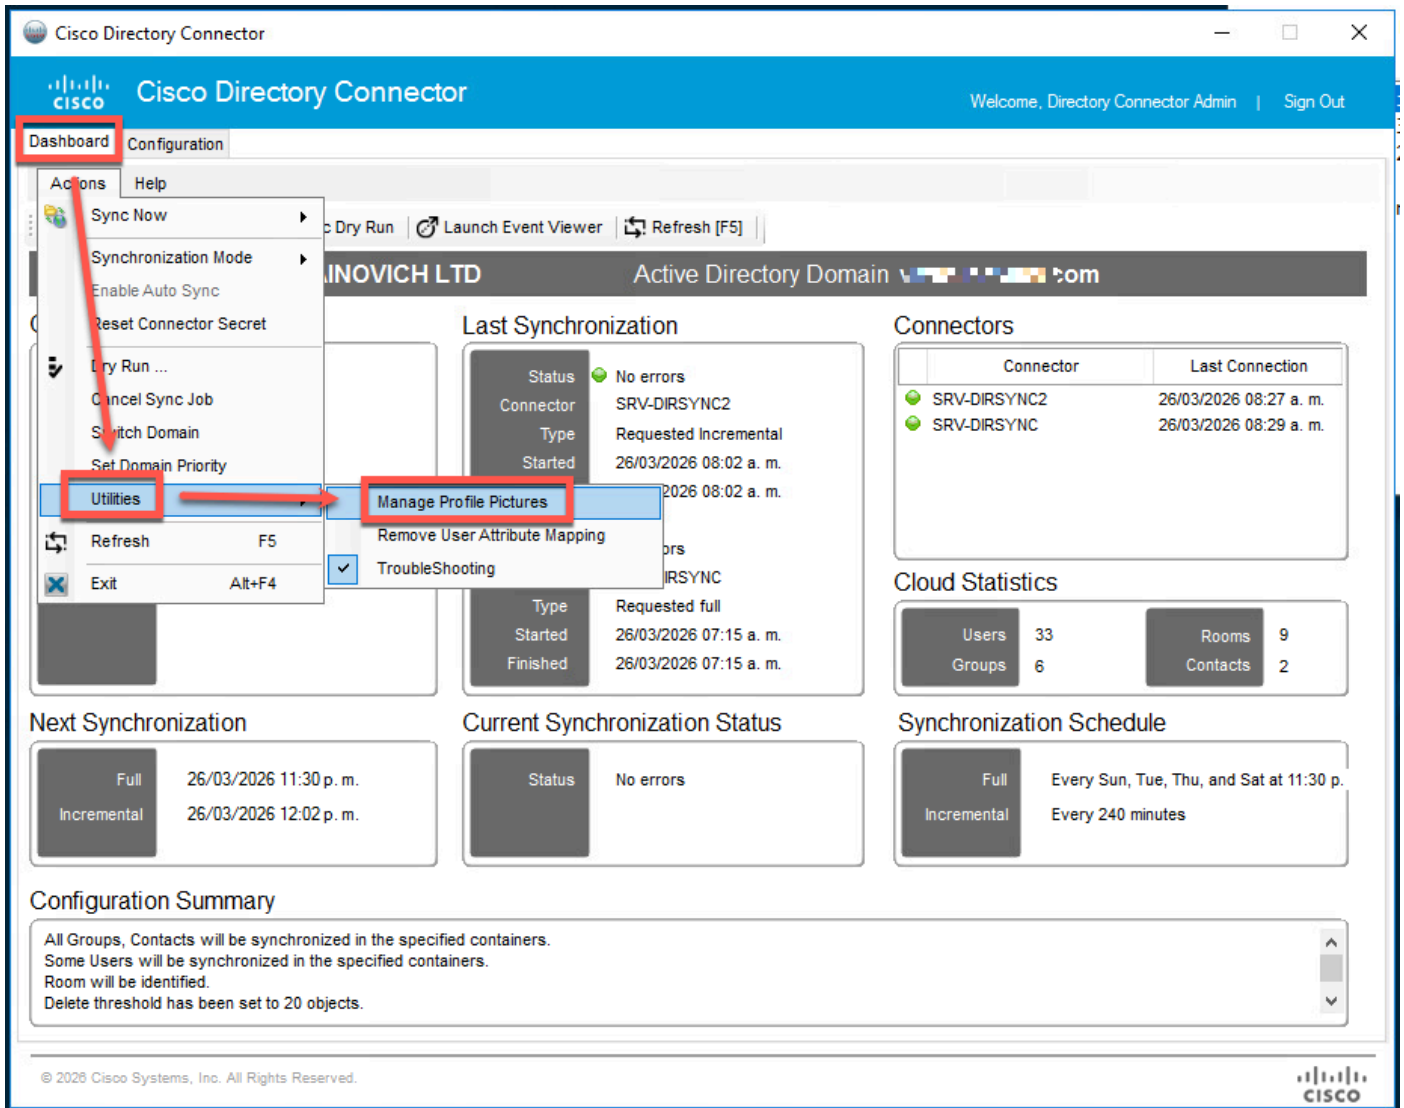 Cisco Directory Connector
CISCO Cisco Directory Connector
Welcome, Directory Connector Admin | Sign Out
Dashboard Configuration
Actions Help
Sync Now
Dry Run Launch Event Viewer Refresh [F5]
Synchronization Mode
Enable Auto Sync
Reset Connector Secret
Dry Run ...
Cancel Sync Job
Switch Domain
Set Domain Priority
Utilities
Refresh F5
Exit Alt+F4
Manage Profile Pictures
Remove User Attribute Mapping
TroubleShooting
AINOVICH LTD Active Directory Domain .com
Last Synchronization
Status No errors
Connector SRV-DIRSYNC2
Type Requested Incremental
Started 26/03/2026 08:02 a. m.
2026 08:02 a. m.
ors
IRSYNC
Type Requested full
Started 26/03/2026 07:15 a. m.
Finished 26/03/2026 07:15 a. m.
Connectors
Connector Last Connection
SRV-DIRSYNC2 26/03/2026 08:27 a. m.
SRV-DIRSYNC 26/03/2026 08:29 a. m.
Cloud Statistics
Users 33 Rooms 9
Groups 6 Contacts 2
Next Synchronization
Full 26/03/2026 11:30 p. m.
Incremental 26/03/2026 12:02 p. m.
Current Synchronization Status
Status No errors
Synchronization Schedule
Full Every Sun, Tue, Thu, and Sat at 11:30 p.
Incremental Every 240 minutes
Configuration Summary
All Groups, Contacts will be synchronized in the specified containers.
Some Users will be synchronized in the specified containers.
Room will be identified.
Delete threshold has been set to 20 objects.
© 2026 Cisco Systems, Inc. All Rights Reserved.
CISCO